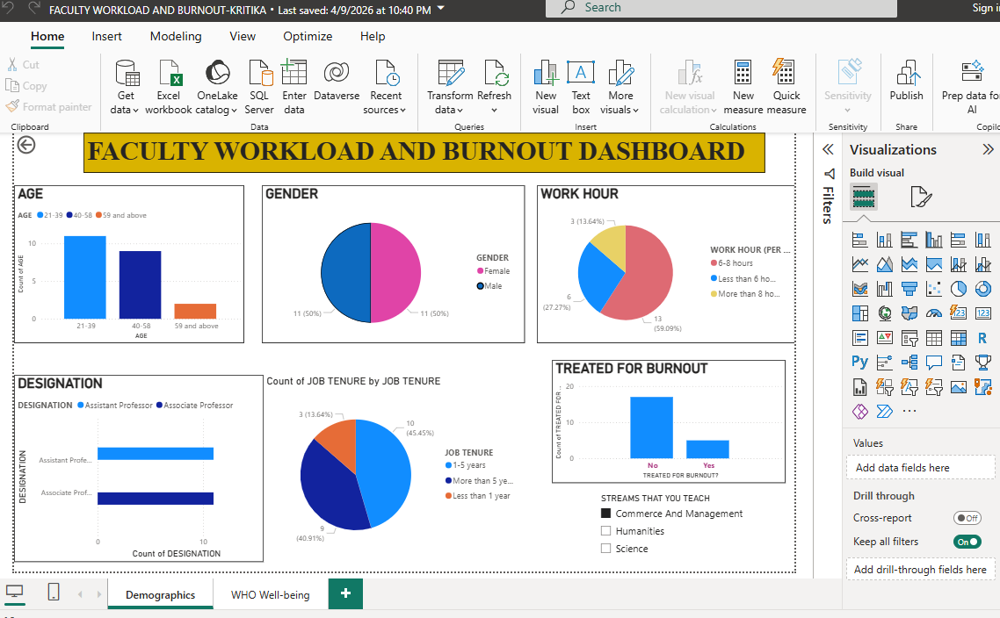 FACULTY WORKLOAD AND BURNOUT-KRITIKA • Last saved: 4/9/2026 at 10:40 PM
Search
Sign in
Home Insert Modeling View Optimize Help
Cut
Copy
Format painter
Clipboard
Get data
Excel workbook
OneLake catalog
SQL Server
Enter data
Dataverse
Recent sources
Data
Transform data
Refresh
Queries
New visual
Text box
More visuals
Insert
New visual calculation
New measure
Quick measure
Calculations
Sensitivity
Sensitivity
Publish
Share
Prep data for AI
Copilo
FACULTY WORKLOAD AND BURNOUT DASHBOARD
AGE
AGE 21-39 40-58 59 and above
Count of AGE
10
5
0
21-39 40-58 59 and above
AGE
GENDER
11 (50%)
11 (50%)
GENDER
Female
Male
WORK HOUR
3 (13.64%)
6 (27.27%)
13 (59.09%)
WORK HOUR (PER ...
6-8 hours
Less than 6 ho...
More than 8 ho...
DESIGNATION
DESIGNATION Assistant Professor Associate Professor
DESIGNATION
Assistant Profe...
Associate Prof...
0 10
Count of DESIGNATION
Count of JOB TENURE by JOB TENURE
3 (13.64%)
10 (45.45%)
9 (40.91%)
JOB TENURE
1-5 years
More than 5 ye...
Less than 1 year
TREATED FOR BURNOUT
Count of TREATED FOR ...
20
10
0
No Yes
TREATED FOR BURNOUT?
STREAMS THAT YOU TEACH
Commerce And Management
Humanities
Science
Filters
Visualizations
Build visual
123
123
R
Py
...
Values
Add data fields here
Drill through
Cross-report Off
Keep all filters On
Add drill-through fields here
Demographics WHO Well-being +